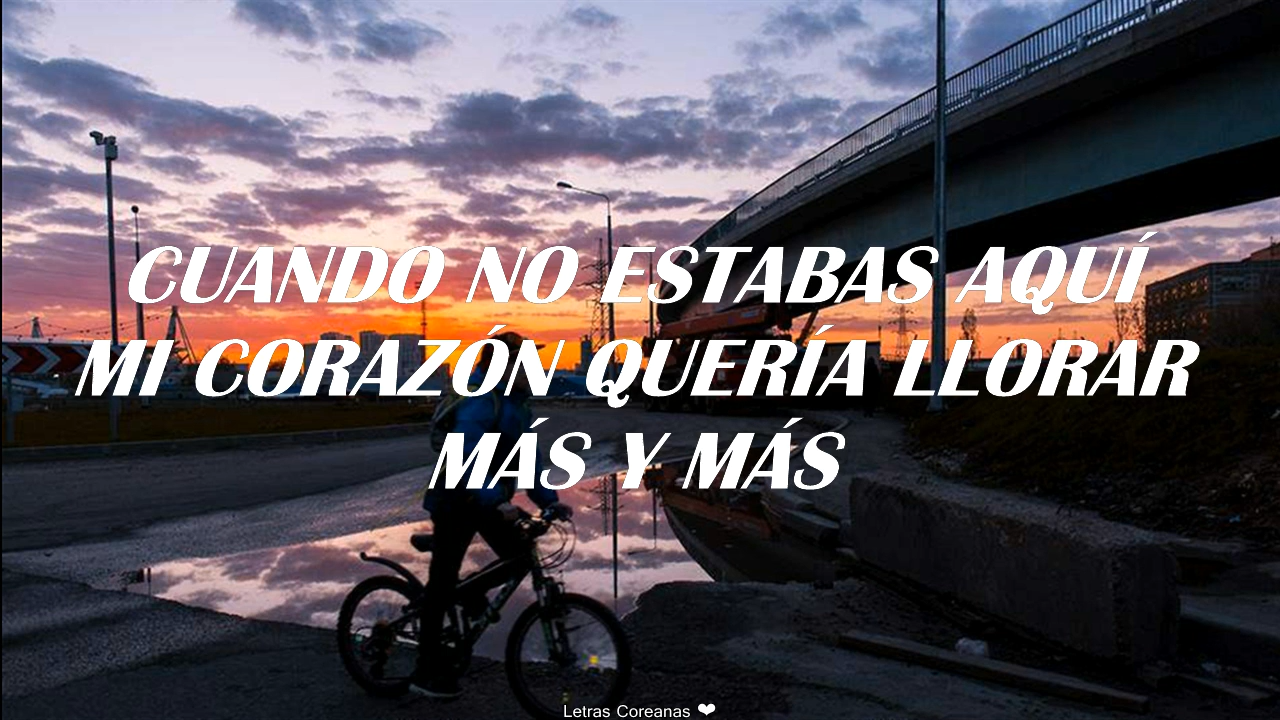 CUANDO NO ESTABAS AQUÍ
MI CORAZÓN QUERÍA LLORAR
MÁS Y MÁS
Letras Coreanas ❤